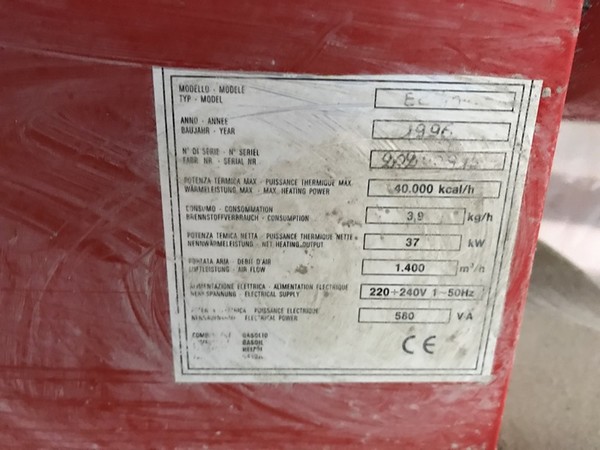 MODELLO - MODELE
TYP - MODEL
ANNO - ANNEE
BAUJAHR - YEAR
1996
N° DI SERIE - N° SERIEL
FABR. NR. - SERIAL NR
POTENZA TERMICA MAX - PUISSANCE THERMIQUE MAX.
WÄRMELEISTUNG MAX. - MAX. HEATING POWER
40.000 kcal/h
CONSUMO - CONSOMMATION
BRENNSTOFFVERBRAUCH - CONSUMPTION
3,9 kg/h
POTENZA TEMICA NETTA - PUISSANCE THERMIQUE NETTE
NENNWÄRMELEISTUNG - NET HEATING OUTPUT
37 kW
PORTATA ARIA - DEBIT D'AIR
LUFTLEISTUNG - AIR FLOW
1.400 m³/h
ALIMENTAZIONE ELETTRICA - ALIMENTATION ELECTRIQUE
NENNSPANNUNG - ELECTRICAL SUPPLY
220÷240V 1~50Hz
ELETTRICA - PUISSANCE ELECTRIQUE
ELECTRICAL POWER
580 VA
GASOLIO
GASOIL
CE